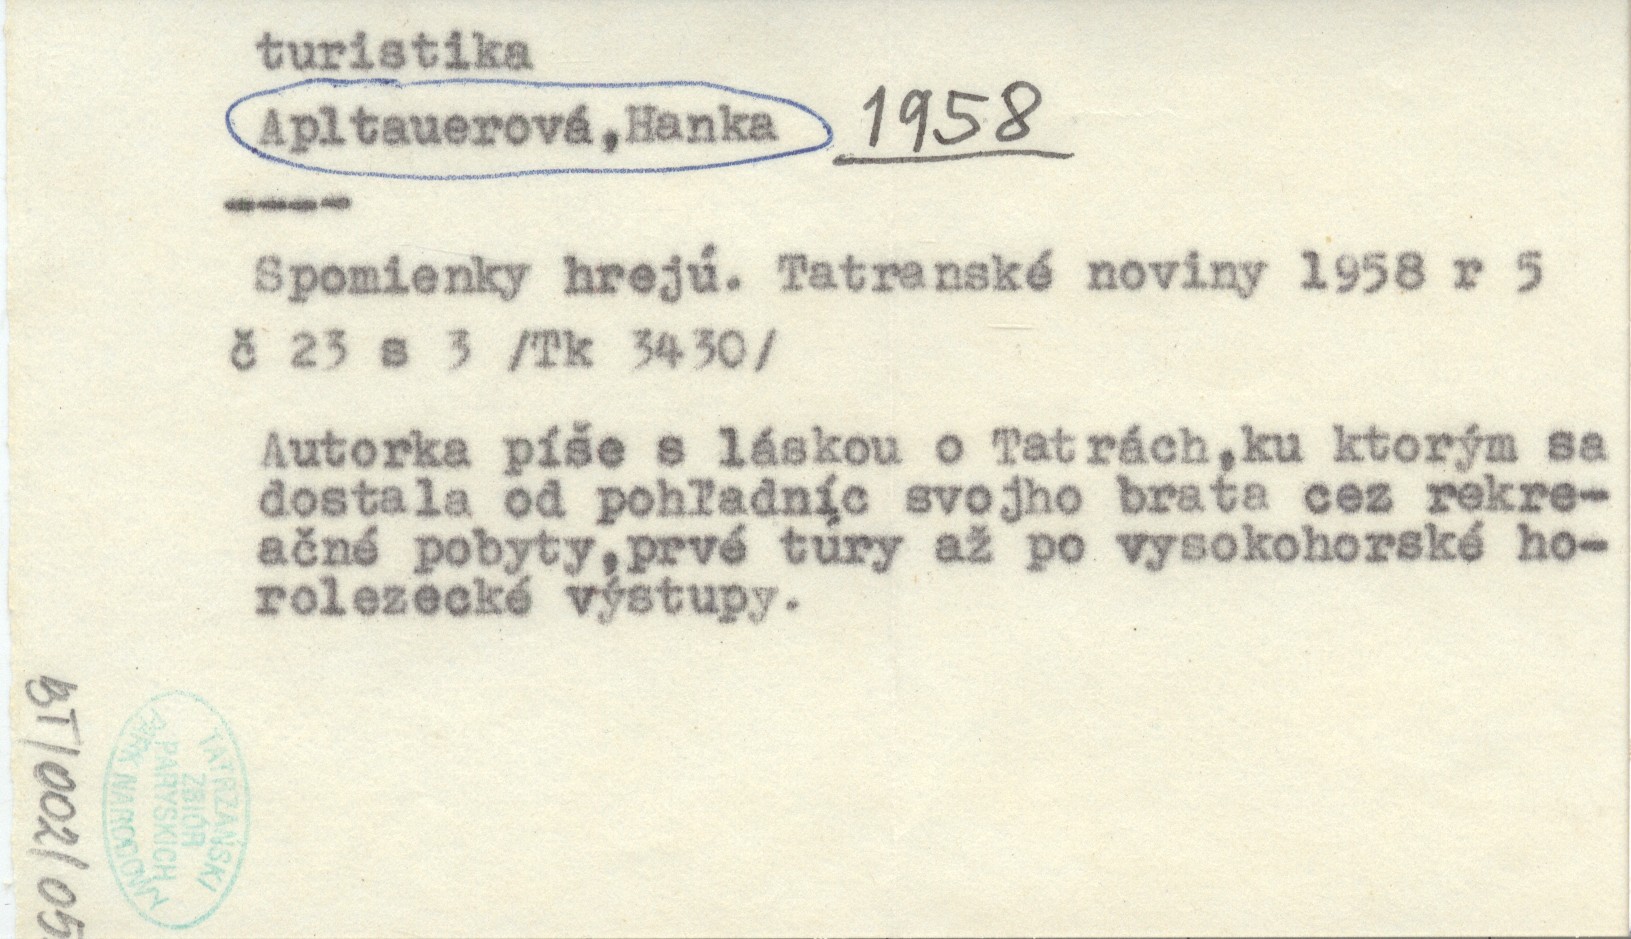 turistika
Apltauerová,Hanka 1958
----
Spomienky hrejú. Tatranské noviny 1958 r 5
č 23 s 3 /Tk 3430/
Autorka píše s láskou o Tatrách,ku ktorým sa
dostala od pohľadníc svojho brata cez rekre-
ačné pobyty,prvé túry až po vysokohorské ho-
rolezecké výstupy.
BT/002/05
TATRZAŃSKI
ZBIÓR
PARYSKICH
PARK NARODOWY